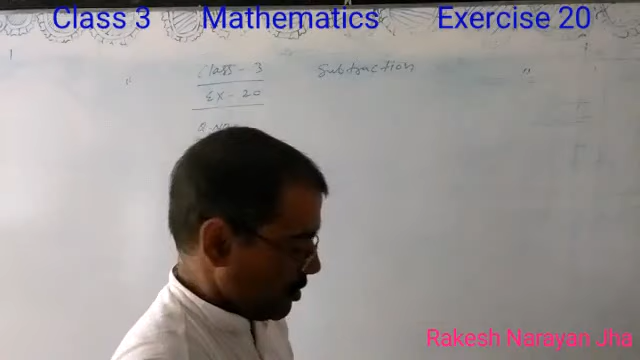 Class 3 Mathematics Exercise 20
Class - 3 Subtraction
Ex - 20
Rakesh Narayan Jha